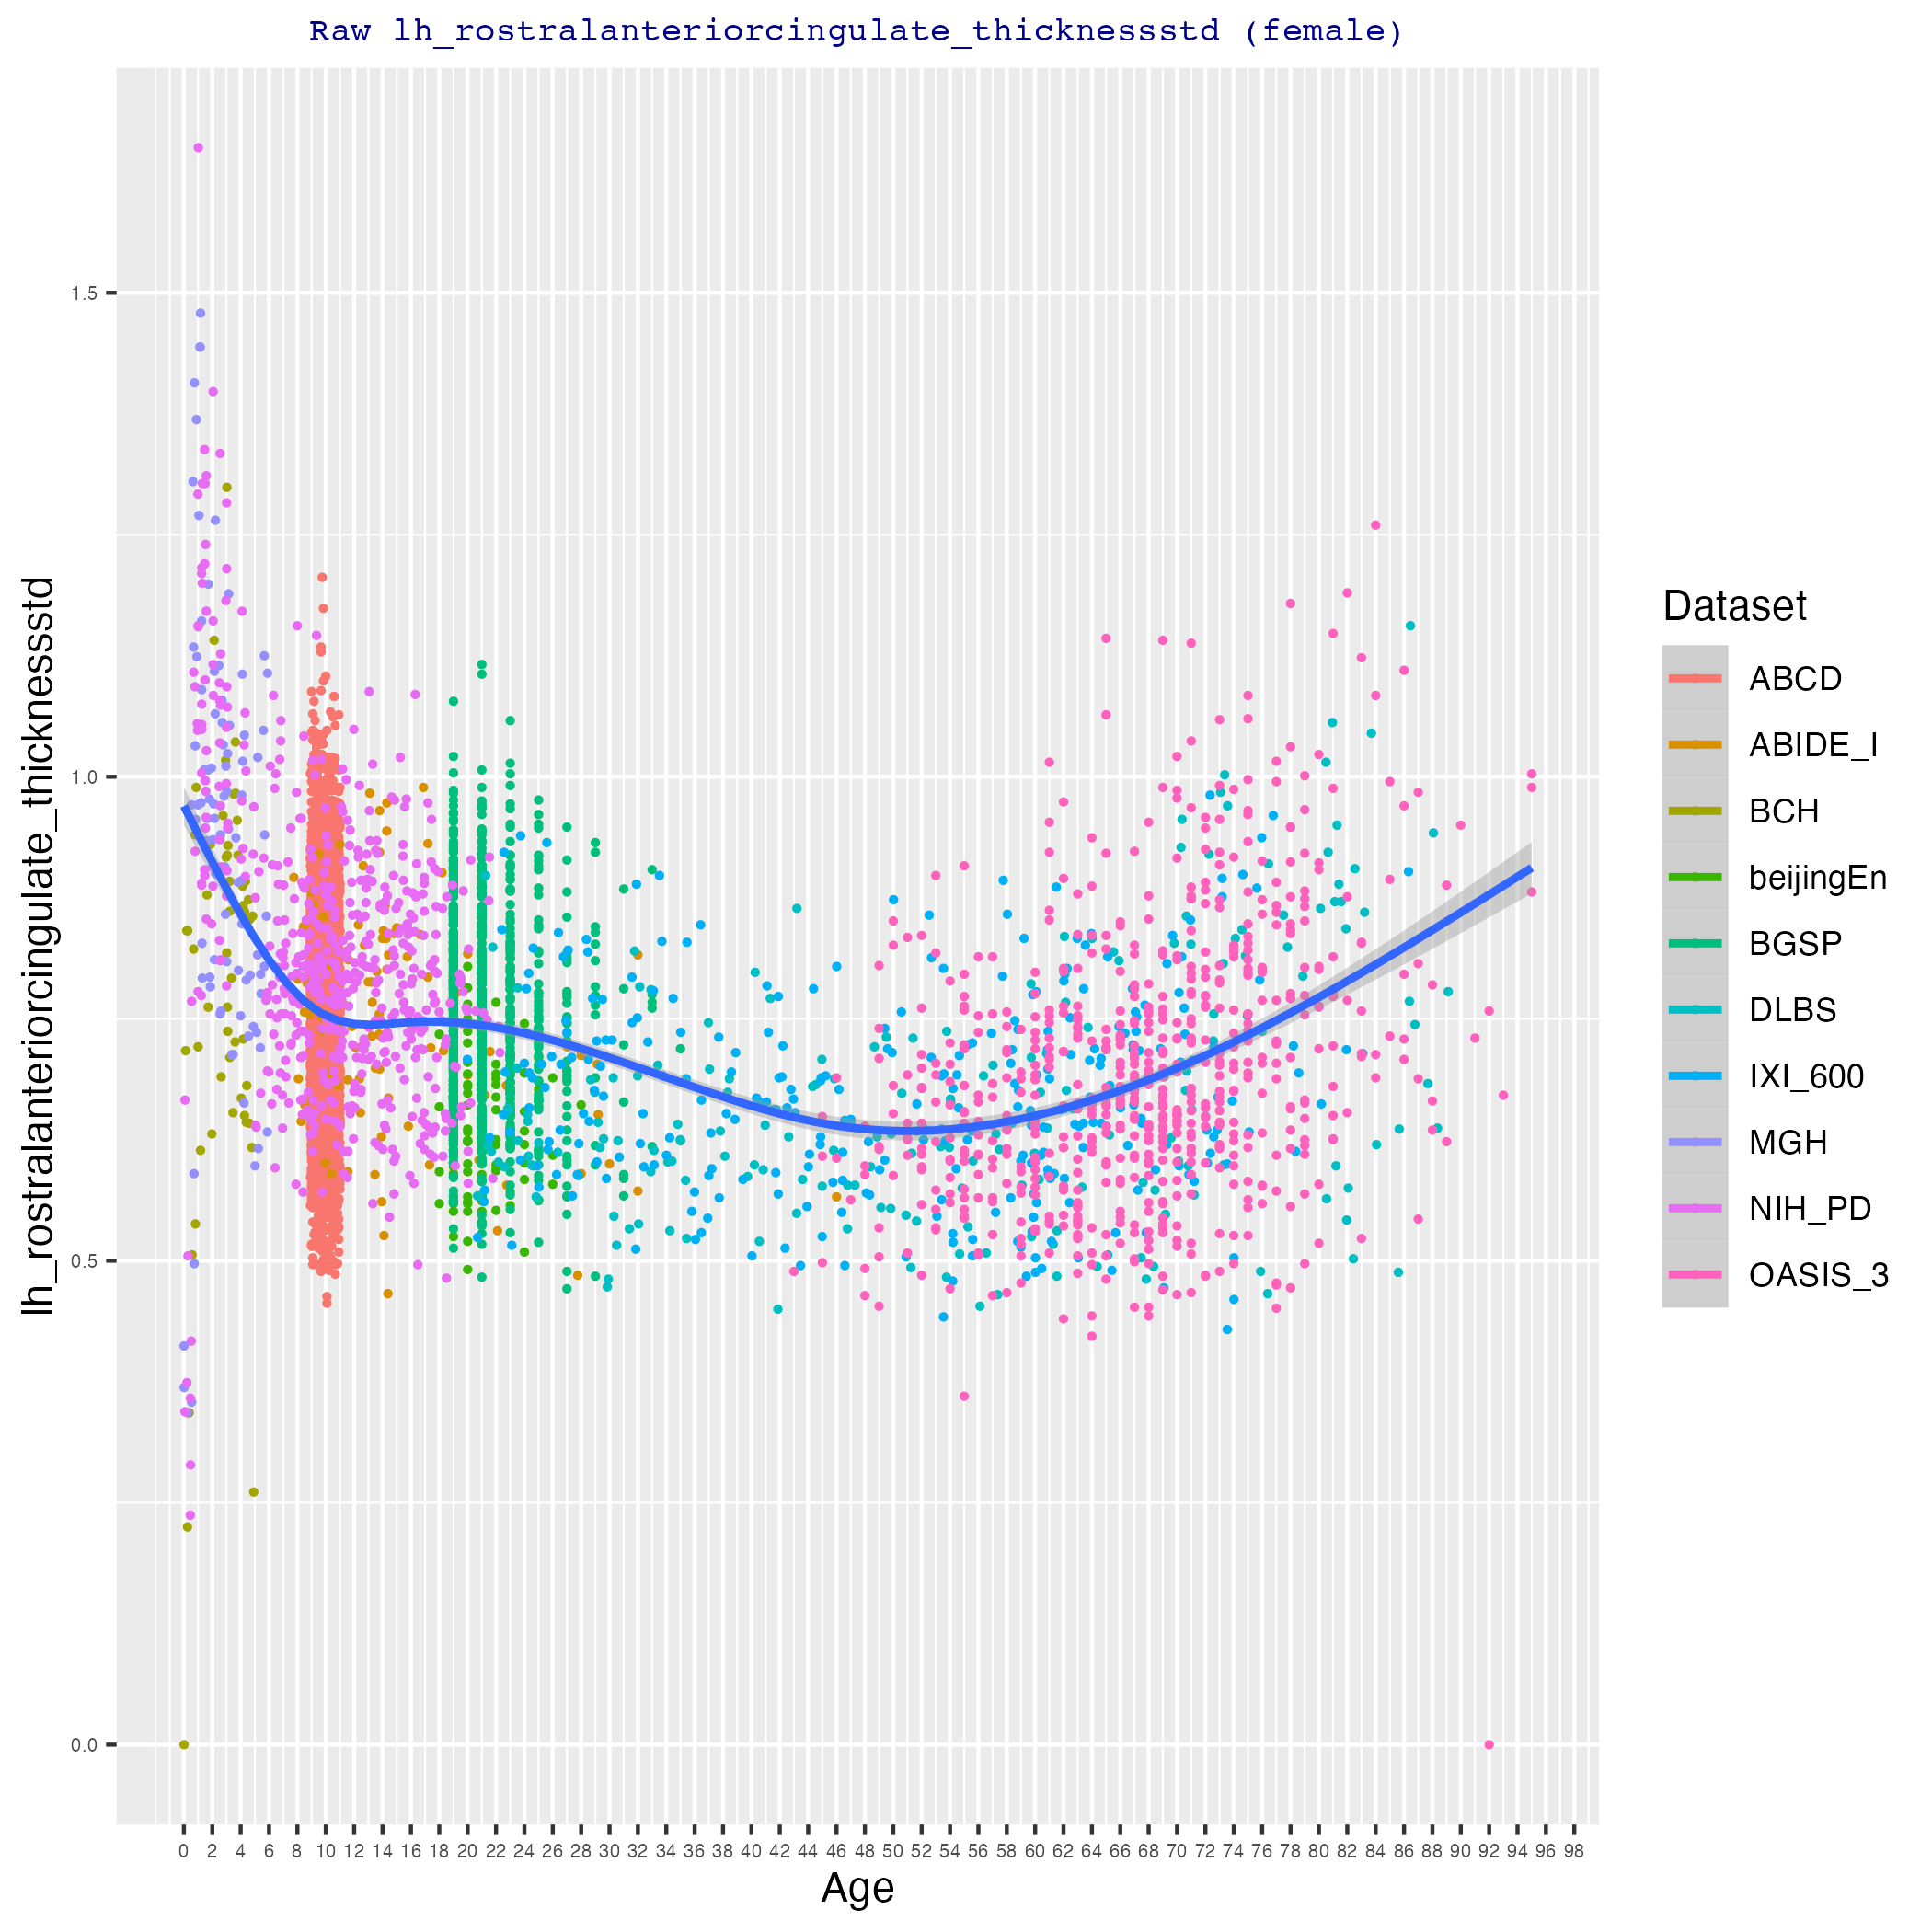 Raw lh_rostralanteriorcingulate_thicknessstd (female)
lh_rostralanteriorcingulate_thicknessstd
1.5
1.0
0.5
0.0
0 2 4 6 8 10 12 14 16 18 20 22 24 26 28 30 32 34 36 38 40 42 44 46 48 50 52 54 56 58 60 62 64 66 68 70 72 74 76 78 80 82 84 86 88 90 92 94 96 98
Age
Dataset
ABCD
ABIDE_I
BCH
beijingEn
BGSP
DLBS
IXI_600
MGH
NIH_PD
OASIS_3